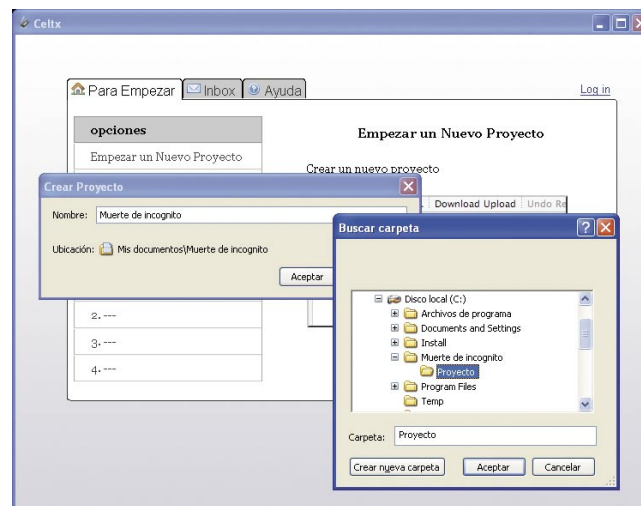 Celtx
Para Empezar Inbox Ayuda Log in
opciones
Empezar un Nuevo Proyecto
Empezar un Nuevo Proyecto
Crear un nuevo proyecto
Crear Proyecto
Nombre: Muerte de incognito
Ubicación: Mis documentos\Muerte de incognito
Aceptar
Download Upload Undo Re
2. ---
3. ---
4. ---
Buscar carpeta
Disco local (C:)
Archivos de programa
Documents and Settings
Install
Muerte de incognito
Proyecto
Program Files
Temp
Carpeta: Proyecto
Crear nueva carpeta Aceptar Cancelar